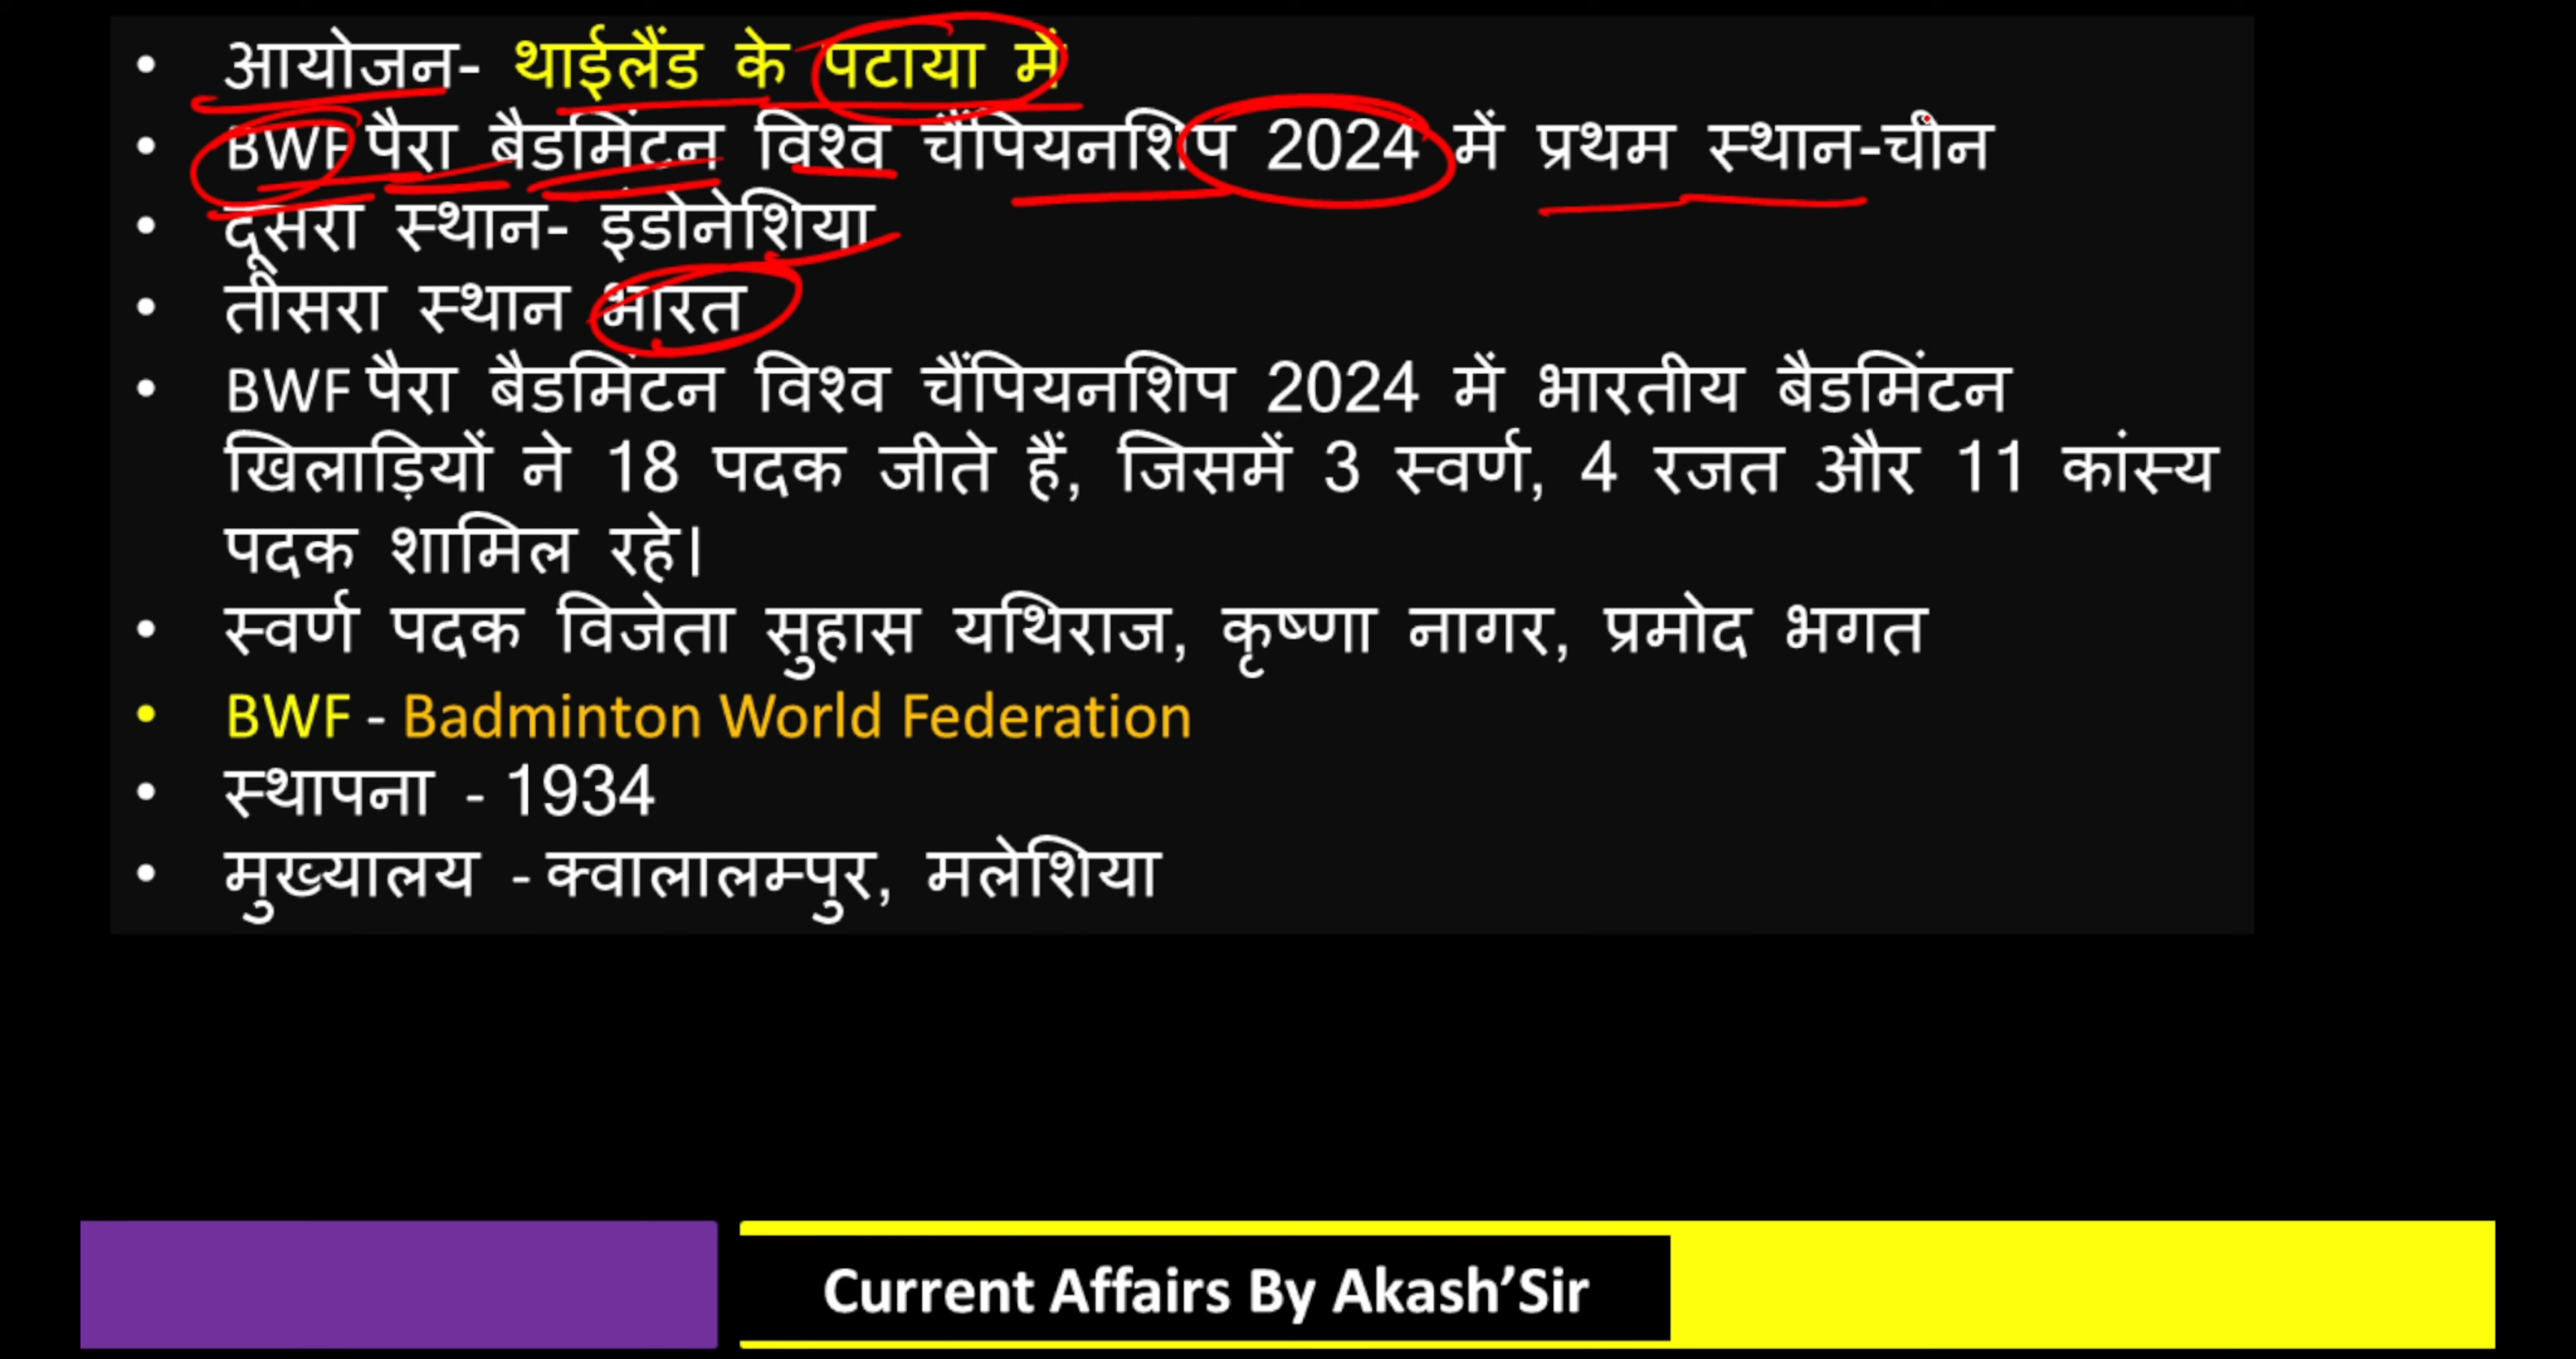 • आयोजन- थाईलैंड के पटाया में
• BWF पैरा बैडमिंटन विश्व चैंपियनशिप 2024 में प्रथम स्थान-चीन
• दूसरा स्थान- इंडोनेशिया
• तीसरा स्थान भारत
• BWF पैरा बैडमिंटन विश्व चैंपियनशिप 2024 में भारतीय बैडमिंटन
खिलाड़ियों ने 18 पदक जीते हैं, जिसमें 3 स्वर्ण, 4 रजत और 11 कांस्य
पदक शामिल रहे।
• स्वर्ण पदक विजेता सुहास यथिराज, कृष्णा नागर, प्रमोद भगत
• BWF - Badminton World Federation
• स्थापना - 1934
• मुख्यालय - क्वालालम्पुर, मलेशिया
Current Affairs By Akash’Sir